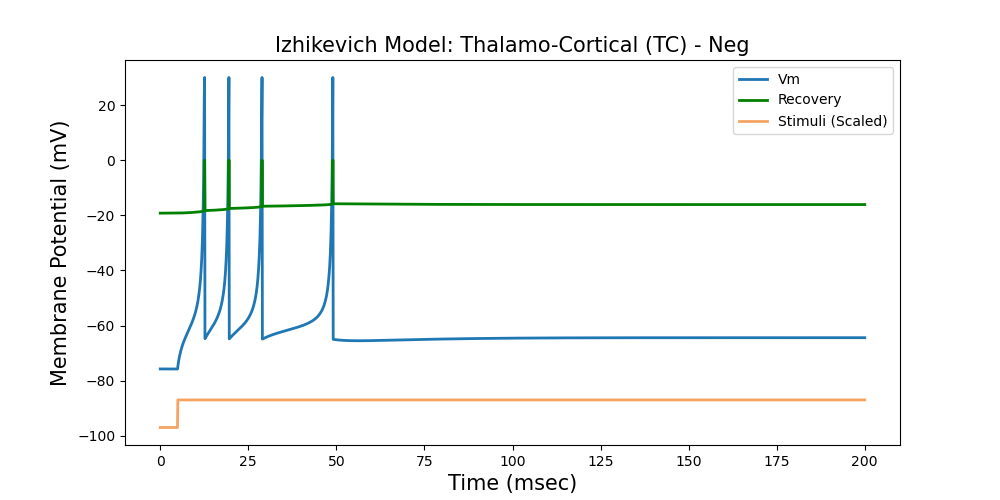 Izhikevich Model: Thalamo-Cortical (TC) - Neg
Membrane Potential (mV)
20
0
−20
−40
−60
−80
−100
Vm
Recovery
Stimuli (Scaled)
0 25 50 75 100 125 150 175 200
Time (msec)